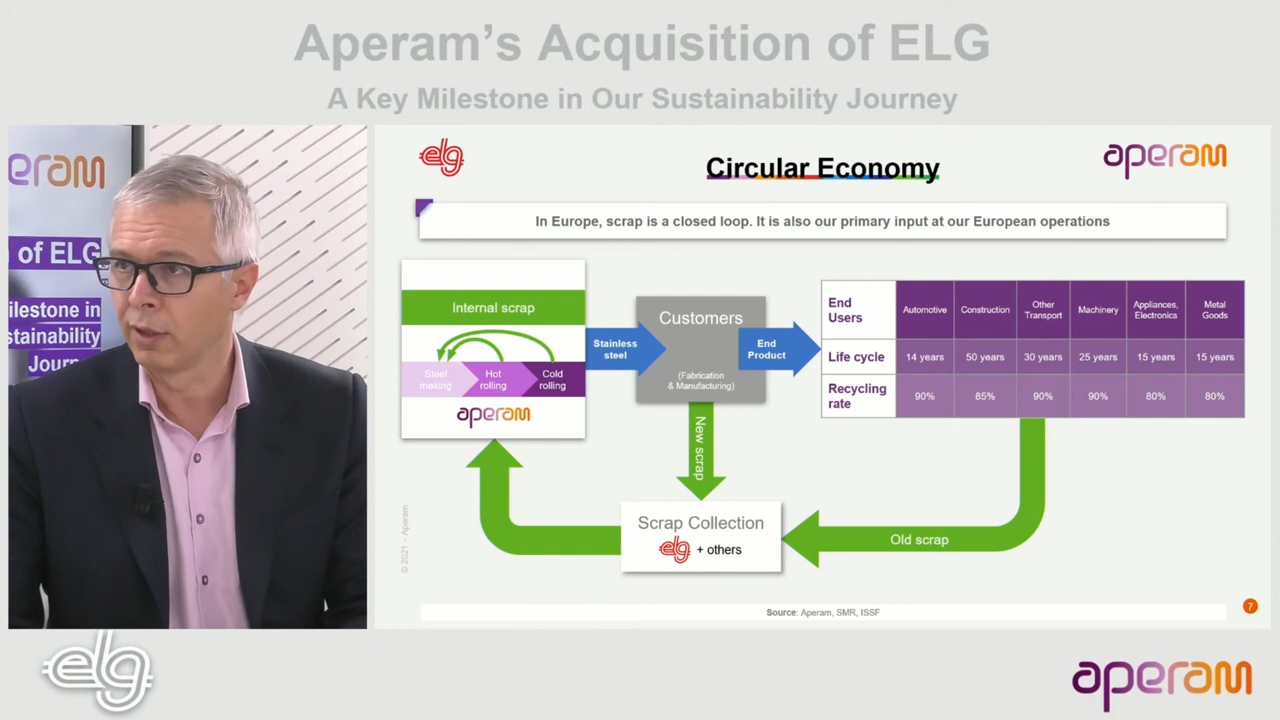 Aperam's Acquisition of ELG
A Key Milestone in Our Sustainability Journey
eram
of ELG
ilestone in
stainability
Journ
elg
Circular Economy
aperam
In Europe, scrap is a closed loop. It is also our primary input at our European operations
Internal scrap
Steel making
Hot rolling
Cold rolling
aperam
Stainless steel
Customers
(Fabrication
& Manufacturing)
End Product
End Users
Automotive
Construction
Other Transport
Machinery
Appliances, Electronics
Metal Goods
Life cycle
14 years
50 years
30 years
25 years
15 years
15 years
Recycling rate
90%
85%
90%
90%
80%
80%
New scrap
Scrap Collection
elg + others
Old scrap
© 2021 - Aperam
Source: Aperam, SMR, ISSF
7
elg
aperam